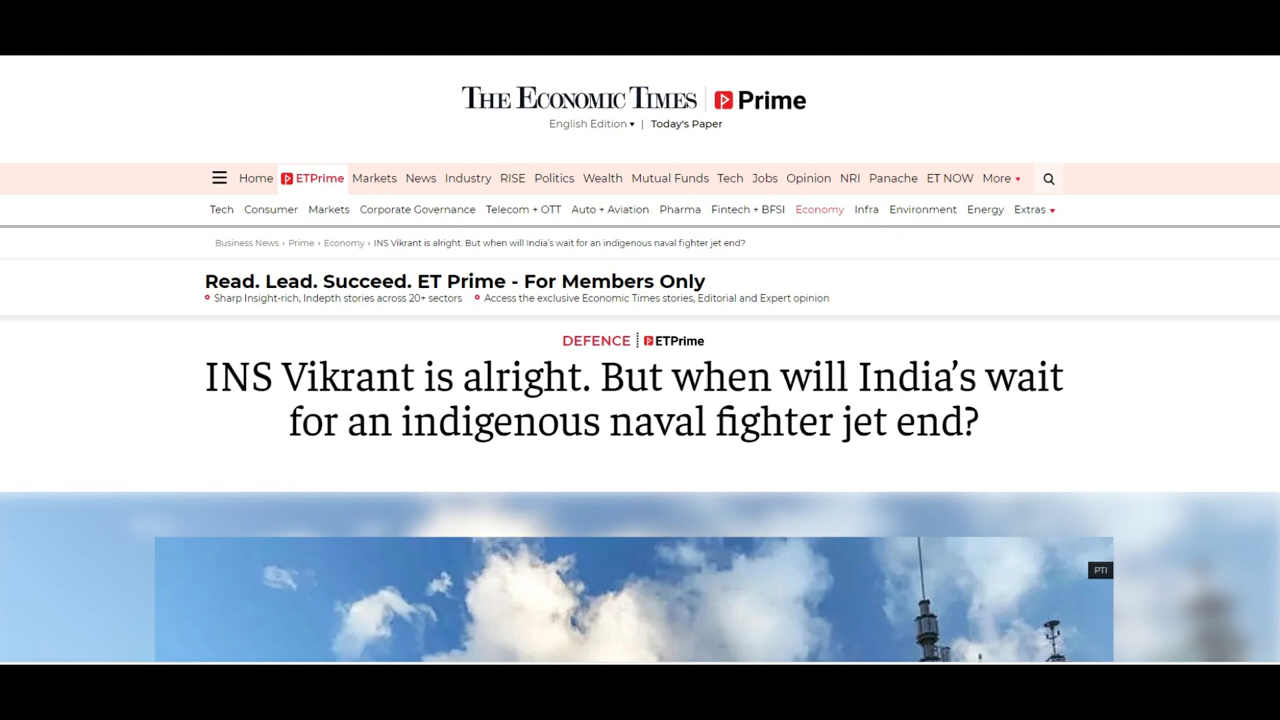 THE ECONOMIC TIMES Prime
English Edition | Today's Paper
Home ETPrime Markets News Industry RISE Politics Wealth Mutual Funds Tech Jobs Opinion NRI Panache ET NOW More
Tech Consumer Markets Corporate Governance Telecom + OTT Auto + Aviation Pharma Fintech + BFSI Economy Infra Environment Energy Extras
Business News › Prime › Economy › INS Vikrant is alright. But when will India's wait for an indigenous naval fighter jet end?
Read. Lead. Succeed. ET Prime - For Members Only
Sharp Insight-rich, Indepth stories across 20+ sectors Access the exclusive Economic Times stories, Editorial and Expert opinion
DEFENCE ETPrime
INS Vikrant is alright. But when will India’s wait
for an indigenous naval fighter jet end?
PTI